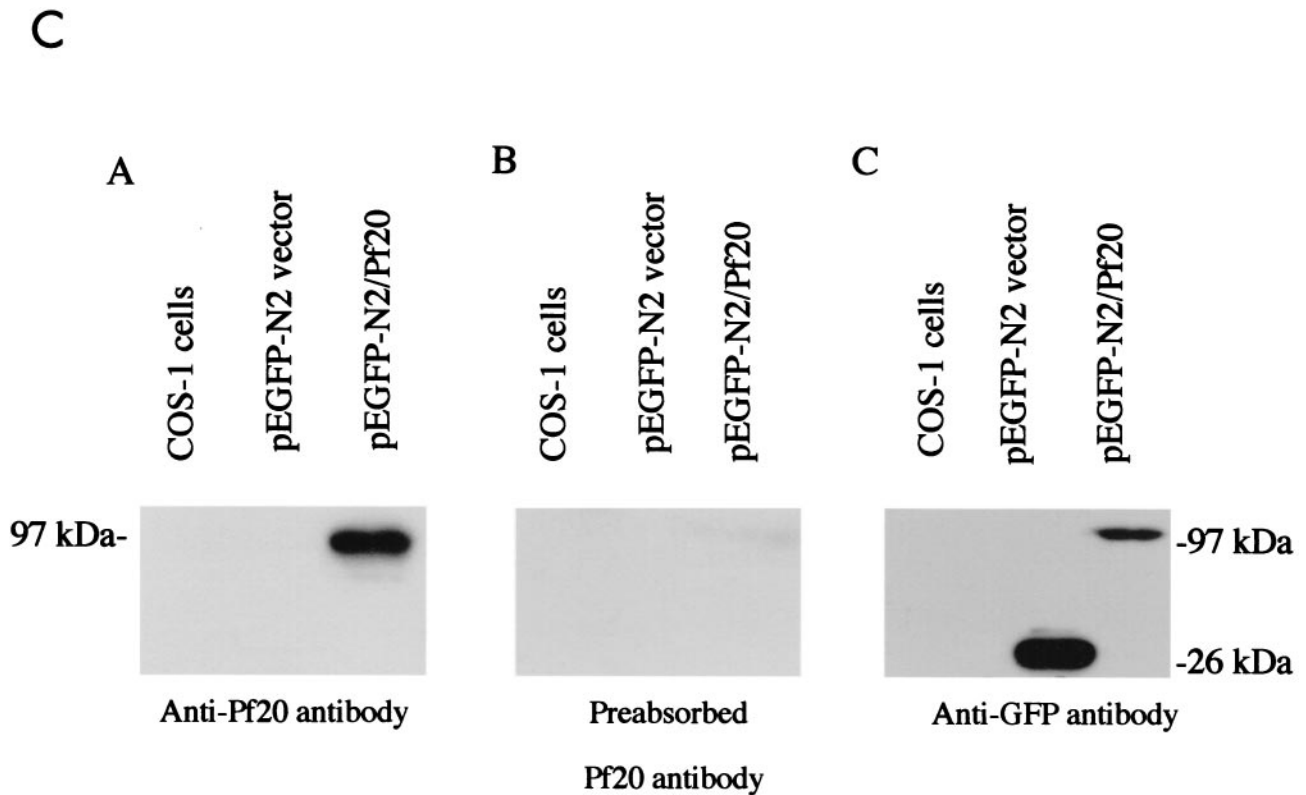 C
A
COS-1 cells
pEGFP-N2 vector
pEGFP-N2/Pf20
97 kDa-
Anti-Pf20 antibody
B
COS-1 cells
pEGFP-N2 vector
pEGFP-N2/Pf20
Preabsorbed
Pf20 antibody
C
COS-1 cells
pEGFP-N2 vector
pEGFP-N2/Pf20
-97 kDa
-26 kDa
Anti-GFP antibody